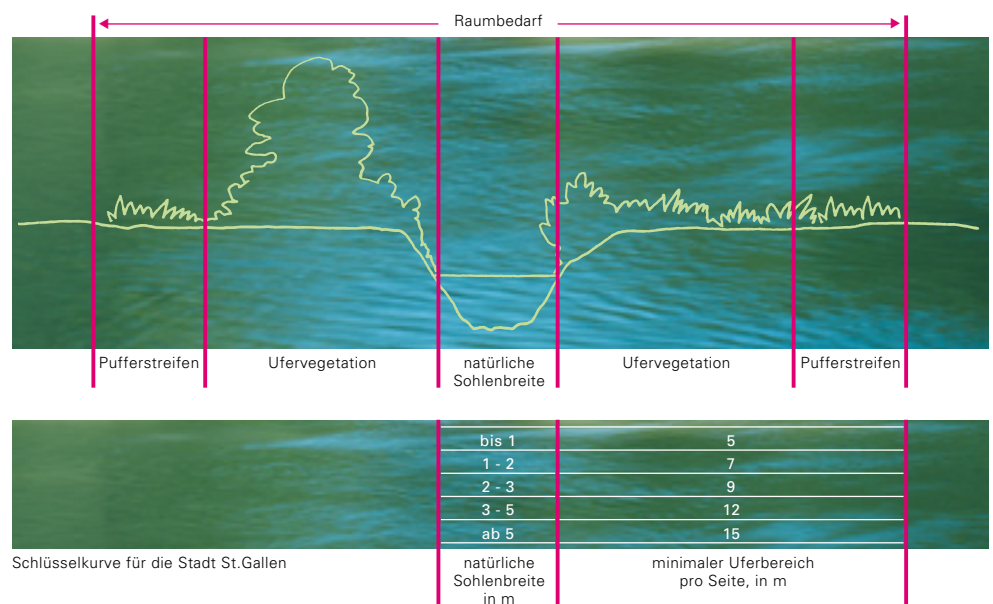 Raumbedarf
Pufferstreifen
Ufervegetation
natürliche
Sohlenbreite
Ufervegetation
Pufferstreifen
bis 1 5
1 - 2 7
2 - 3 9
3 - 5 12
ab 5 15
Schlüsselkurve für die Stadt St.Gallen
natürliche
Sohlenbreite
in m
minimaler Uferbereich
pro Seite, in m